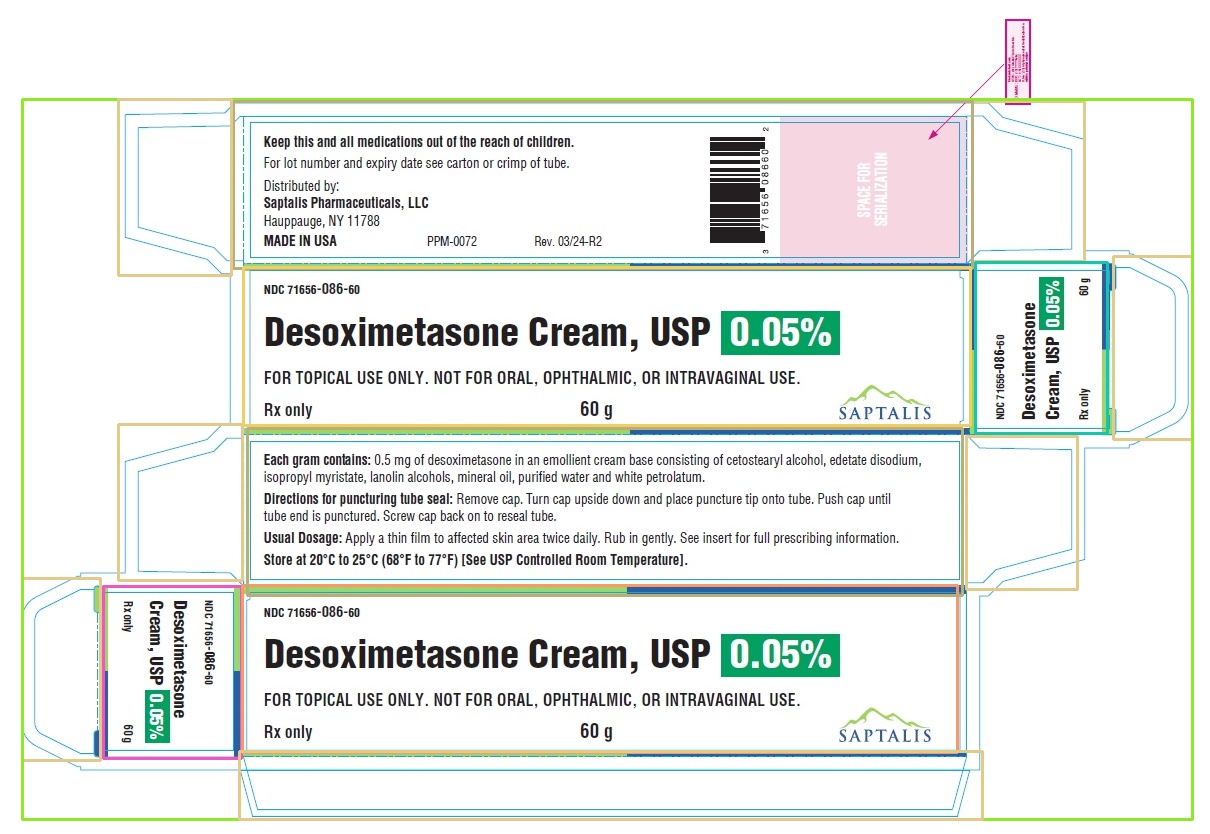 Keep this and all medications out of the reach of children.
For lot number and expiry date see carton or crimp of tube.
Distributed by:
Saptalis Pharmaceuticals, LLC
Hauppauge, NY 11788
MADE IN USA PPM-0072 Rev. 03/24-R2
3 71656 08660 2
SPACE FOR
SERIALIZATION
NDC 71656-086-60
Desoximetasone Cream, USP 0.05%
FOR TOPICAL USE ONLY. NOT FOR ORAL, OPHTHALMIC, OR INTRAVAGINAL USE.
Rx only 60 g
SAPTALIS
NDC 71656-086-60
Desoximetasone
Cream, USP 0.05%
Rx only 60 g
Each gram contains: 0.5 mg of desoximetasone in an emollient cream base consisting of cetostearyl alcohol, edetate disodium,
isopropyl myristate, lanolin alcohols, mineral oil, purified water and white petrolatum.
Directions for puncturing tube seal: Remove cap. Turn cap upside down and place puncture tip onto tube. Push cap until
tube end is punctured. Screw cap back on to reseal tube.
Usual Dosage: Apply a thin film to affected skin area twice daily. Rub in gently. See insert for full prescribing information.
Store at 20°C to 25°C (68°F to 77°F) [See USP Controlled Room Temperature].
NDC 71656-086-60
Desoximetasone
Cream, USP 0.05%
Rx only 60 g
NDC 71656-086-60
Desoximetasone Cream, USP 0.05%
FOR TOPICAL USE ONLY. NOT FOR ORAL, OPHTHALMIC, OR INTRAVAGINAL USE.
Rx only 60 g
SAPTALIS